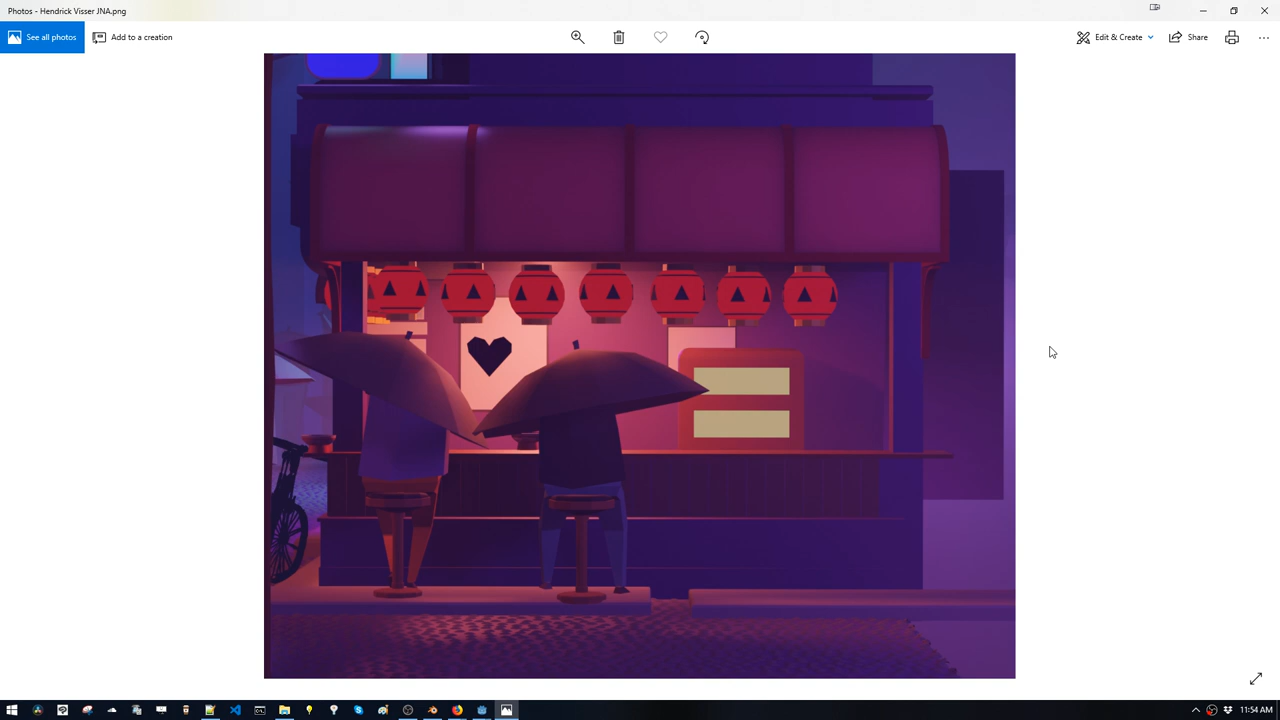 Photos - Hendrick Visser JNA.png
See all photos
Add to a creation
Edit & Create
Share
11:54 AM